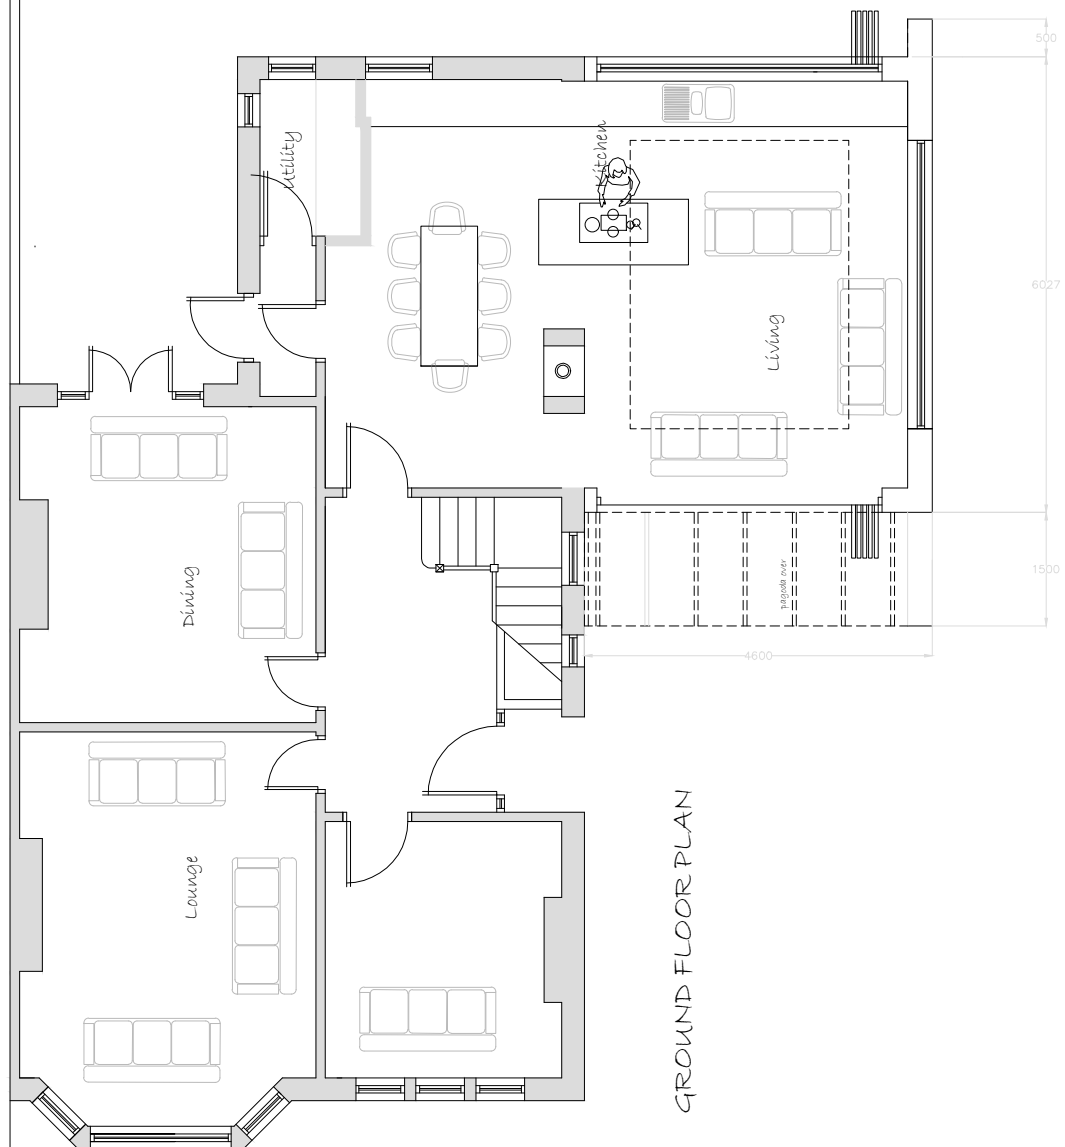 500
Utility
Kitchen
6027
Living
Dining
pagoda over
1500
4600
Lounge
GROUND FLOOR PLAN